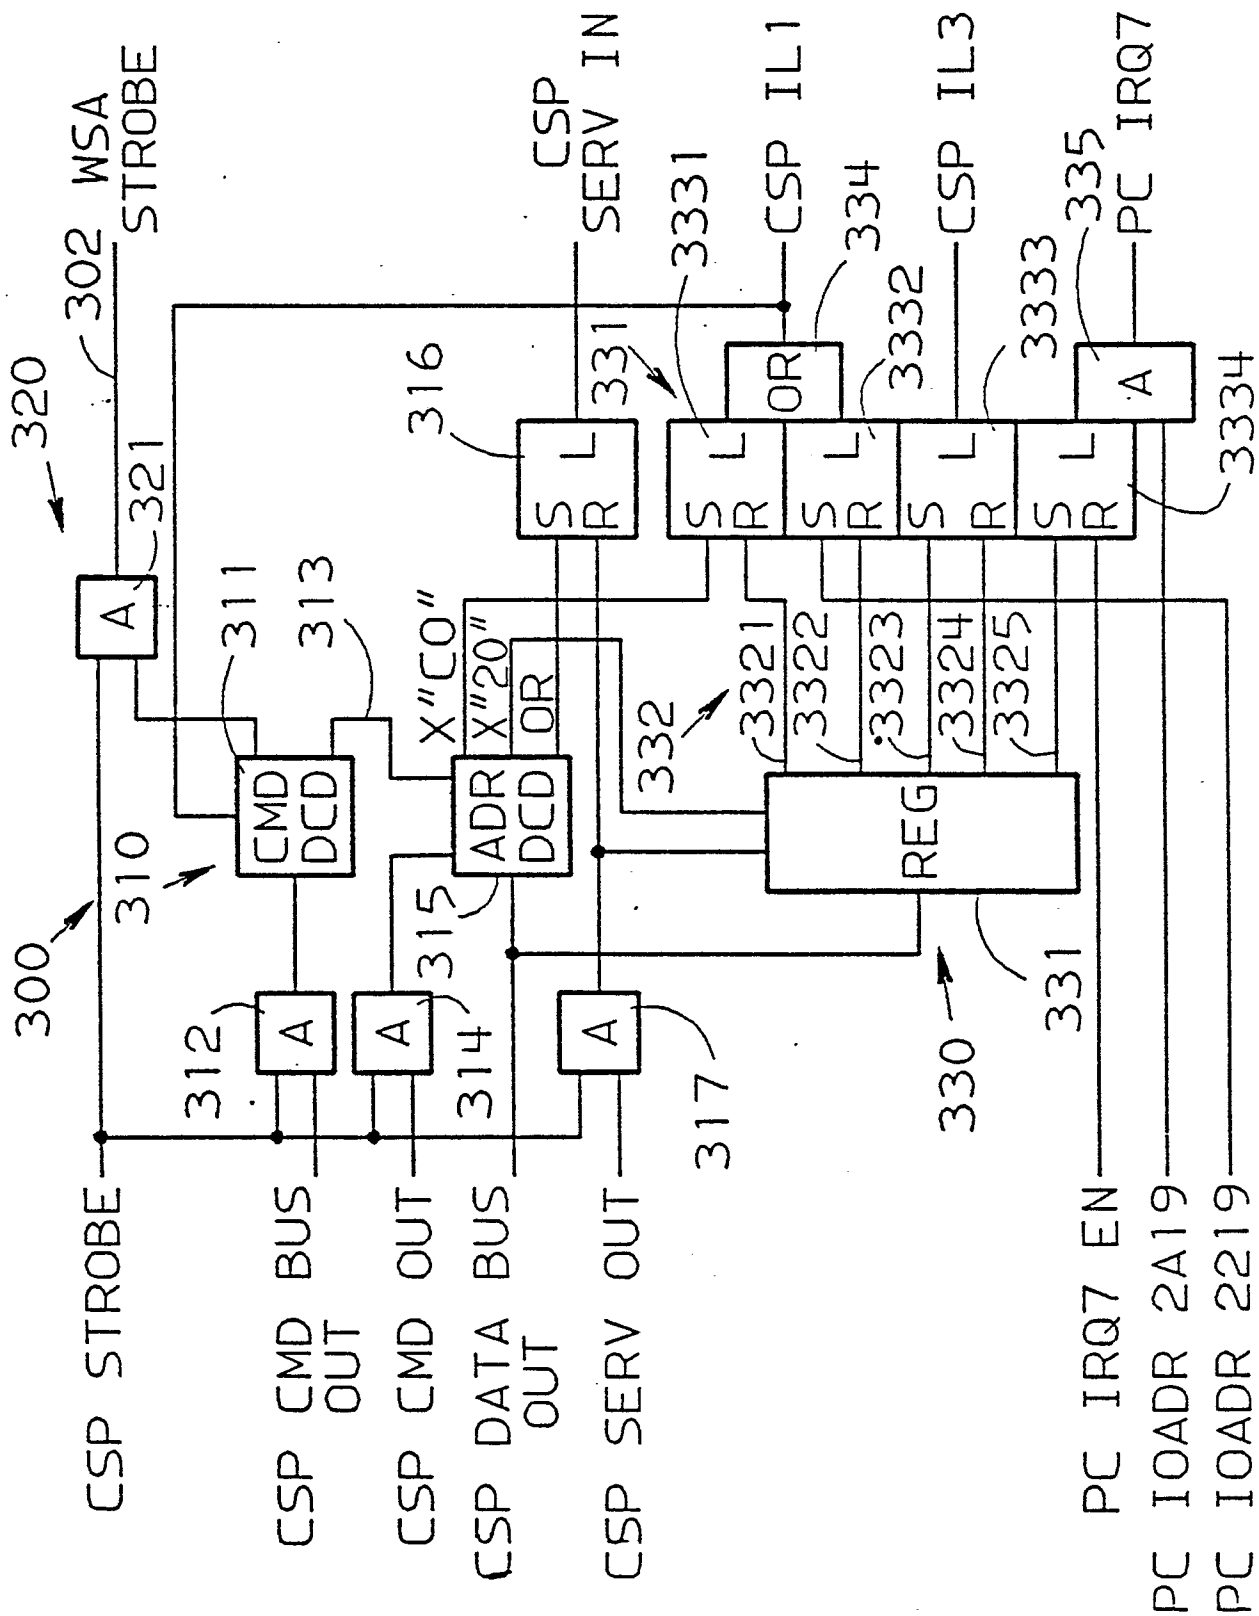 CSP STROBE
CSP CMD BUS
OUT
CSP CMD OUT
CSP DATA BUS
OUT
CSP SERV OUT
PC IRQ7 EN
PC IOADR 2A19
PC IOADR 2219
300
310
312
A
A
314
315
A
317
330
331
CMD
DCD
311
313
ADR
DCD
X"C0"
X"20"
OR
REG
332
3321
3322
3323
3324
3325
320
A
321
302
WSA
STROBE
316
S
R
L
CSP
SERV IN
331
3331
S
R
L
S
R
L
S
R
L
S
R
L
OR
334
3332
3333
3334
A
335
CSP IL1
CSP IL3
PC IRQ7